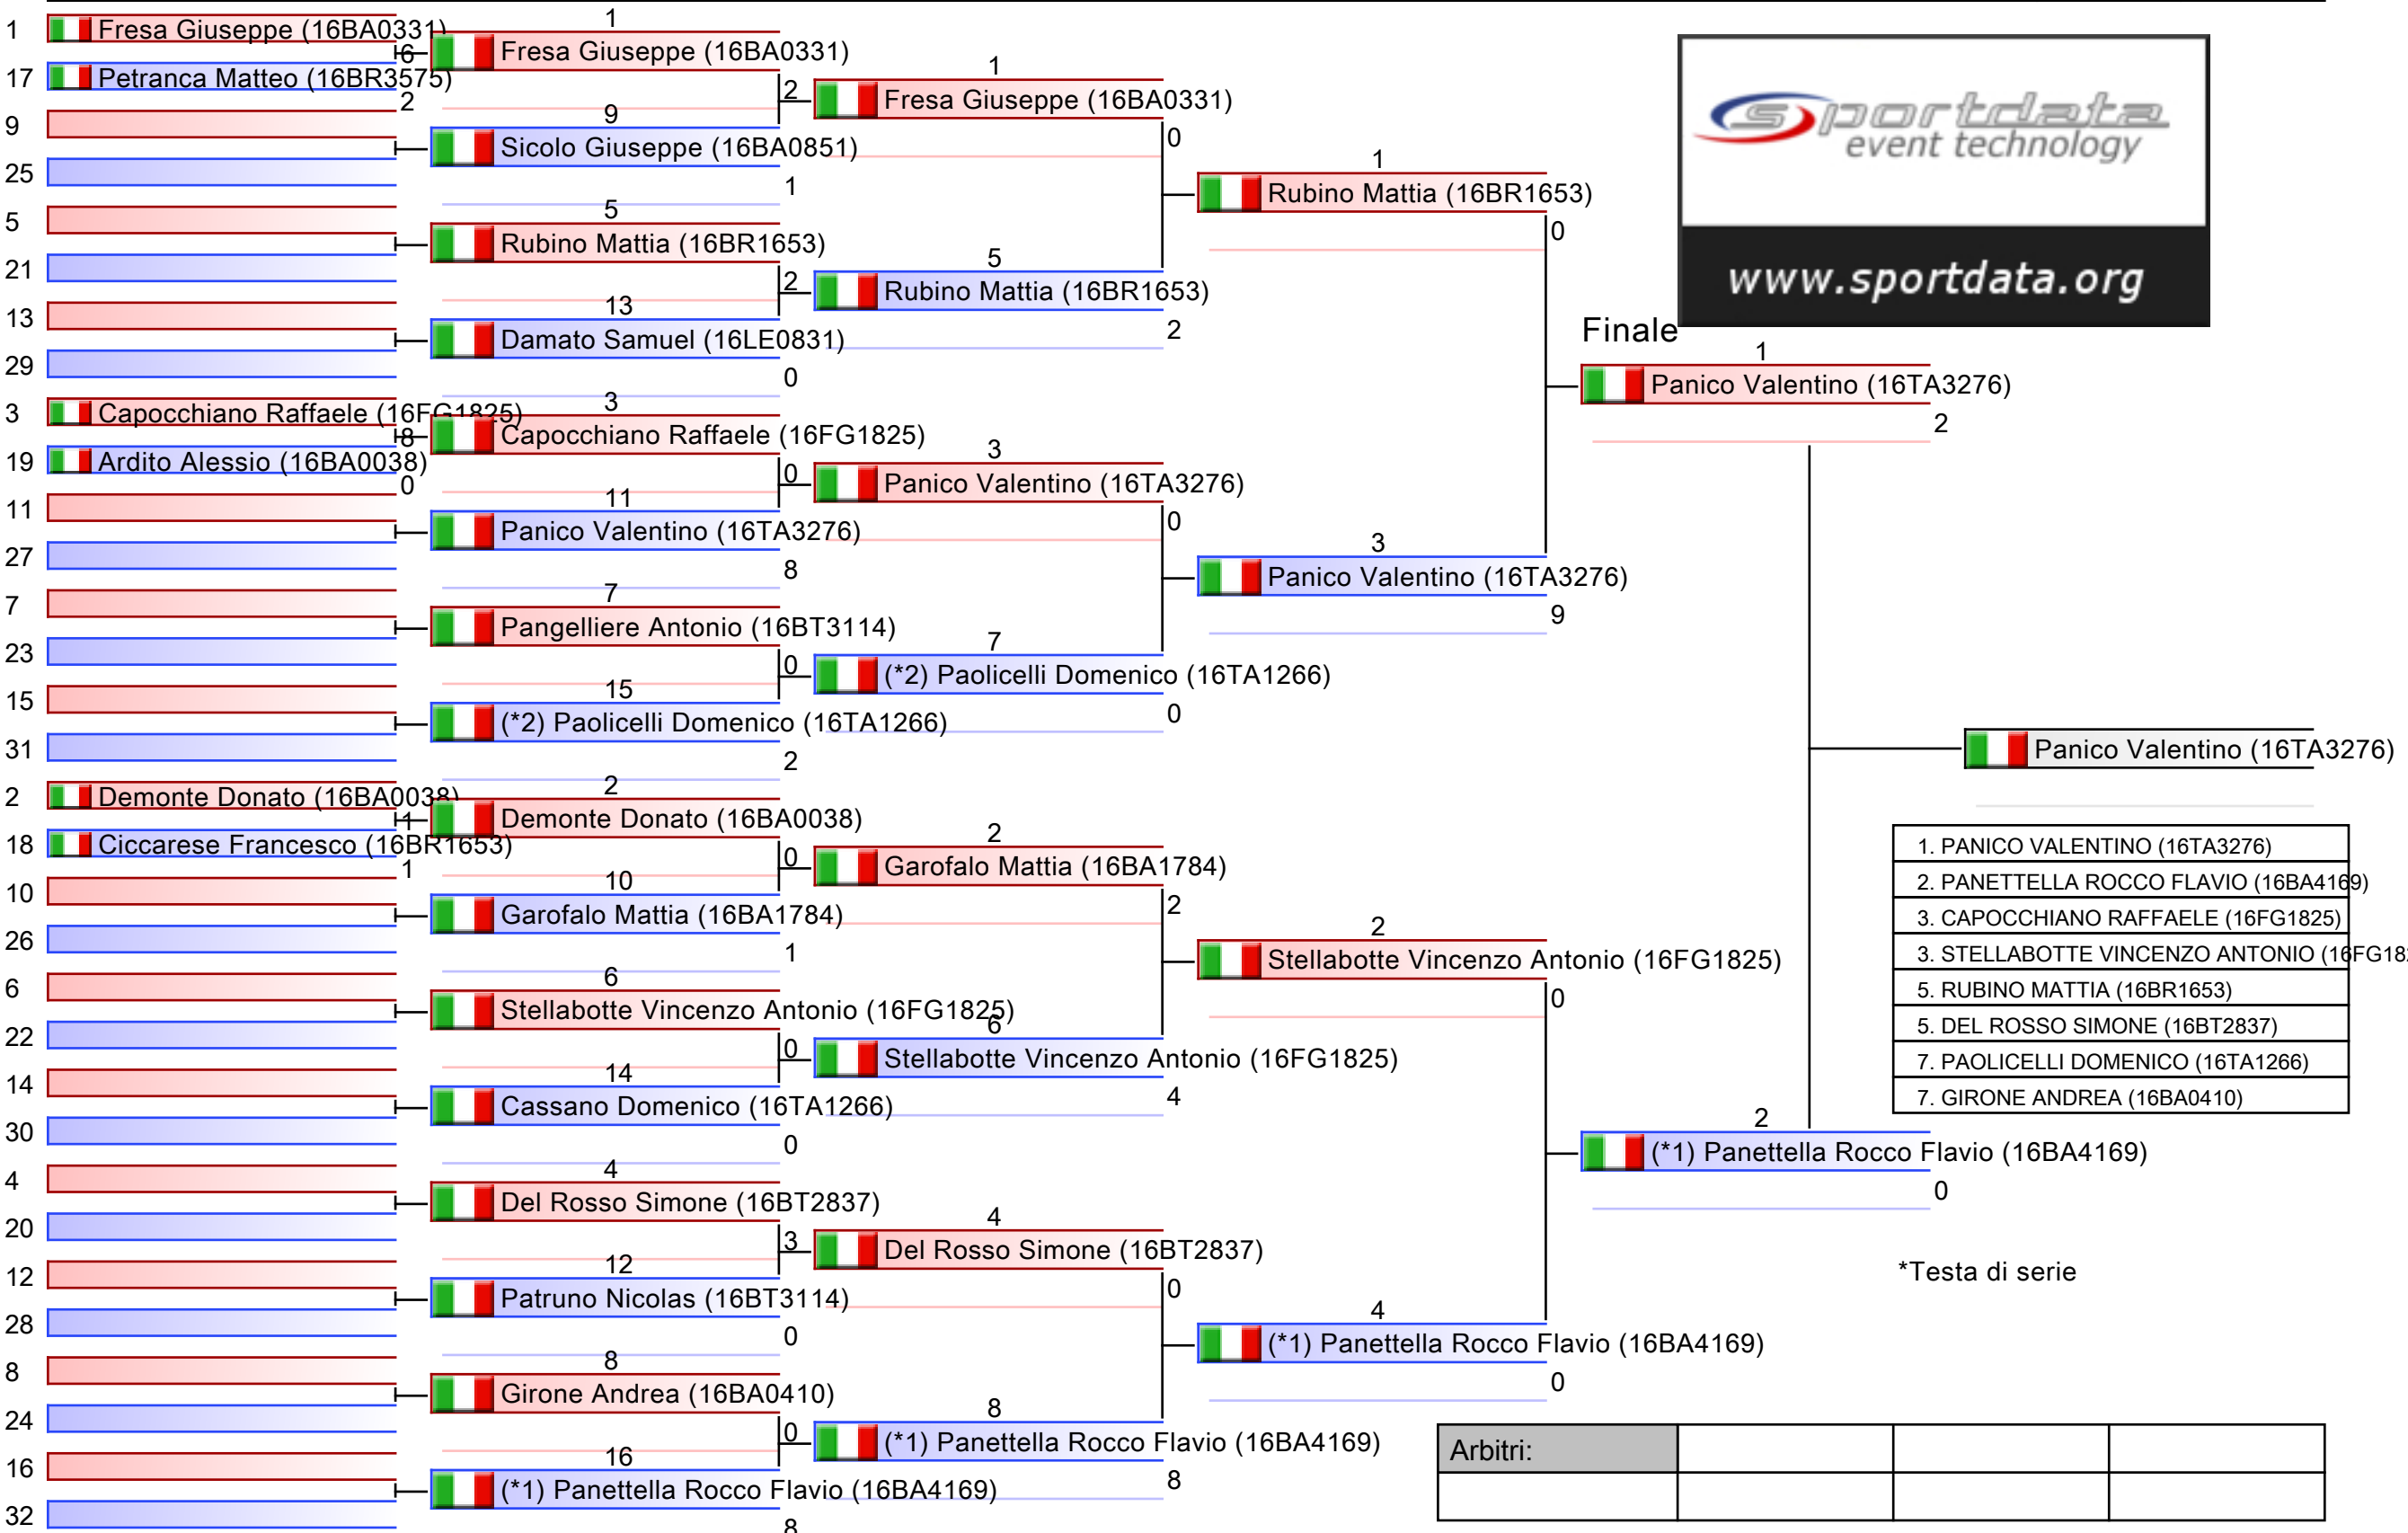 1 Fresa Giuseppe (16BA0331)
6
17 Petranca Matteo (16BR3575)
2
9
25
5
21
13
29
3 Capocchiano Raffaele (16FG1825)
8
19 Ardito Alessio (16BA0038)
0
11
27
7
23
15
31
2 Demonte Donato (16BA0038)
1
18 Ciccarese Francesco (16BR1653)
1
10
26
6
22
14
30
4
20
12
28
8
24
16
32
1
Fresa Giuseppe (16BA0331)
2
9
Sicolo Giuseppe (16BA0851)
1
5
Rubino Mattia (16BR1653)
2
13
Damato Samuel (16LE0831)
0
3
Capocchiano Raffaele (16FG1825)
0
11
Panico Valentino (16TA3276)
8
7
Pangelliere Antonio (16BT3114)
0
15
(*2) Paolicelli Domenico (16TA1266)
2
2
Demonte Donato (16BA0038)
0
10
Garofalo Mattia (16BA1784)
1
6
Stellabotte Vincenzo Antonio (16FG1825)
0
14
Cassano Domenico (16TA1266)
0
4
Del Rosso Simone (16BT2837)
3
12
Patruno Nicolas (16BT3114)
0
8
Girone Andrea (16BA0410)
0
16
(*1) Panettella Rocco Flavio (16BA4169)
8
1
Fresa Giuseppe (16BA0331)
0
5
Rubino Mattia (16BR1653)
2
3
Panico Valentino (16TA3276)
0
7
(*2) Paolicelli Domenico (16TA1266)
0
2
Garofalo Mattia (16BA1784)
2
6
Stellabotte Vincenzo Antonio (16FG1825)
4
4
Del Rosso Simone (16BT2837)
0
8
(*1) Panettella Rocco Flavio (16BA4169)
8
1
Rubino Mattia (16BR1653)
0
3
Panico Valentino (16TA3276)
9
2
Stellabotte Vincenzo Antonio (16FG1825)
0
4
(*1) Panettella Rocco Flavio (16BA4169)
0
Finale
1
Panico Valentino (16TA3276)
2
2
(*1) Panettella Rocco Flavio (16BA4169)
0
sportdata
event technology
www.sportdata.org
Panico Valentino (16TA3276)
1. PANICO VALENTINO (16TA3276)
2. PANETTELLA ROCCO FLAVIO (16BA4169)
3. CAPOCCHIANO RAFFAELE (16FG1825)
3. STELLABOTTE VINCENZO ANTONIO
5. RUBINO MATTIA (16BR1653)
5. DEL ROSSO SIMONE (16BT2837)
7. PAOLICELLI DOMENICO (16TA1266)
7. GIRONE ANDREA (16BA0410)
*Testa di serie
Arbitri: